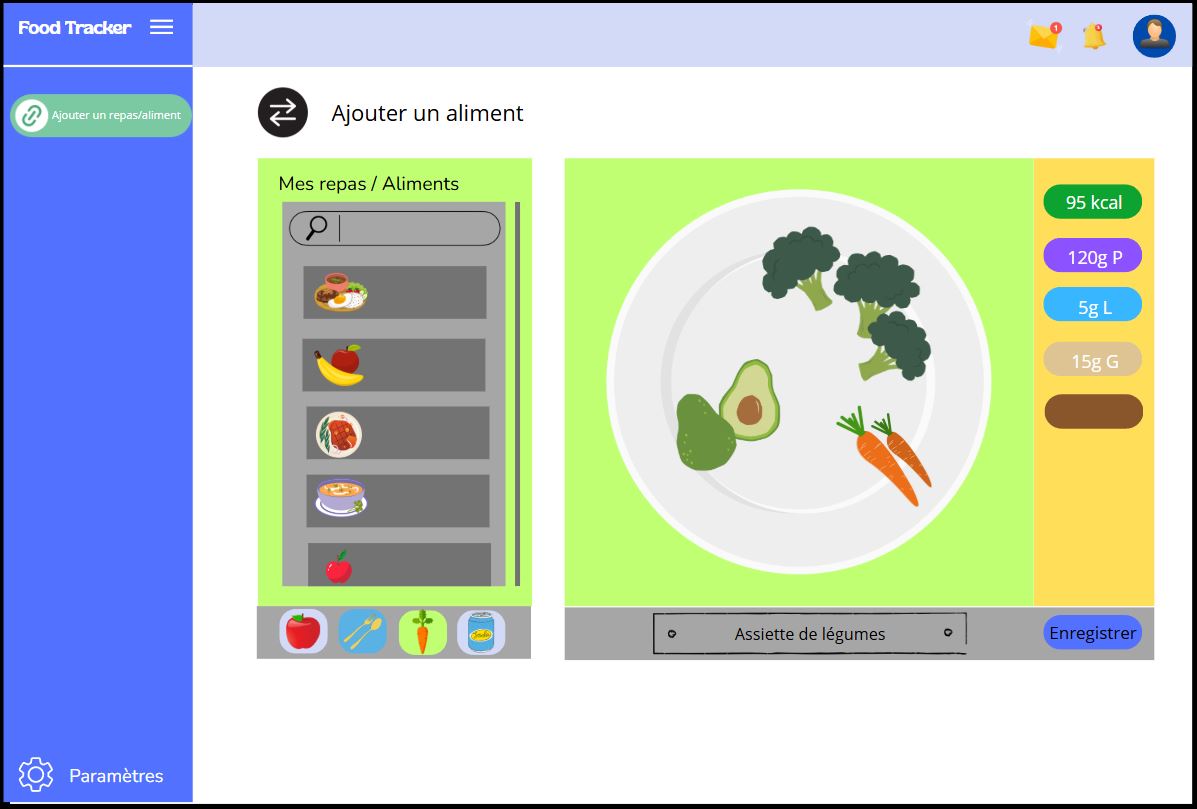 Food Tracker
1
Ajouter un repas/aliment
Ajouter un aliment
Mes repas / Aliments
95 kcal
120g P
5g L
15g G
Assiette de légumes
Enregistrer
Paramètres